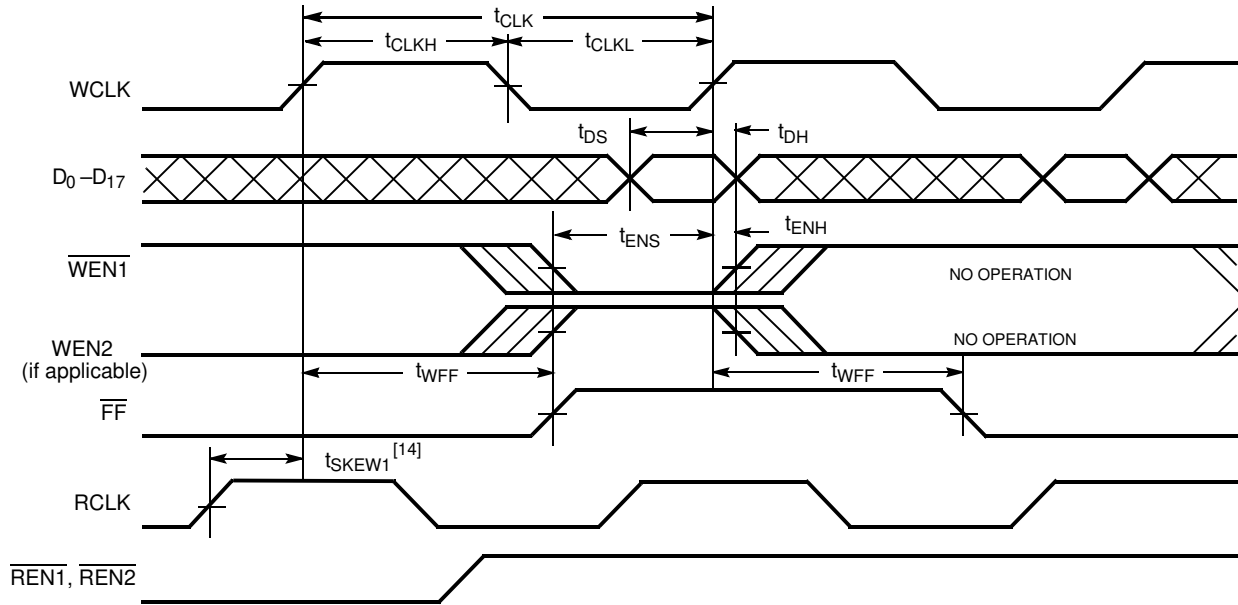 tCLK
tCLKH
tCLKL
WCLK
tDS
tDH
D0 –D17
tENS
tENH
WEN1
NO OPERATION
WEN2
(if applicable)
NO OPERATION
tWFF
tWFF
FF
tSKEW1[14]
RCLK
REN1, REN2